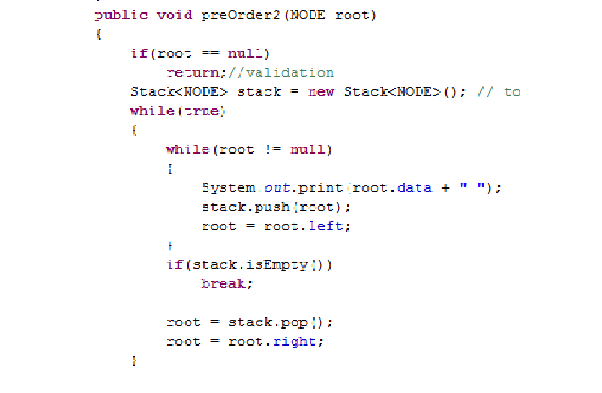 public void preOrder2(NODE root)
{
if(root == null)
return;//validation
Stack<NODE> stack = new Stack<NODE>(); // to
while(true)
{
while(root != null)
{
System.out.print(root.data + " ");
stack.push(root);
root = root.left;
}
if(stack.isEmpty())
break;
root = stack.pop();
root = root.right;
}